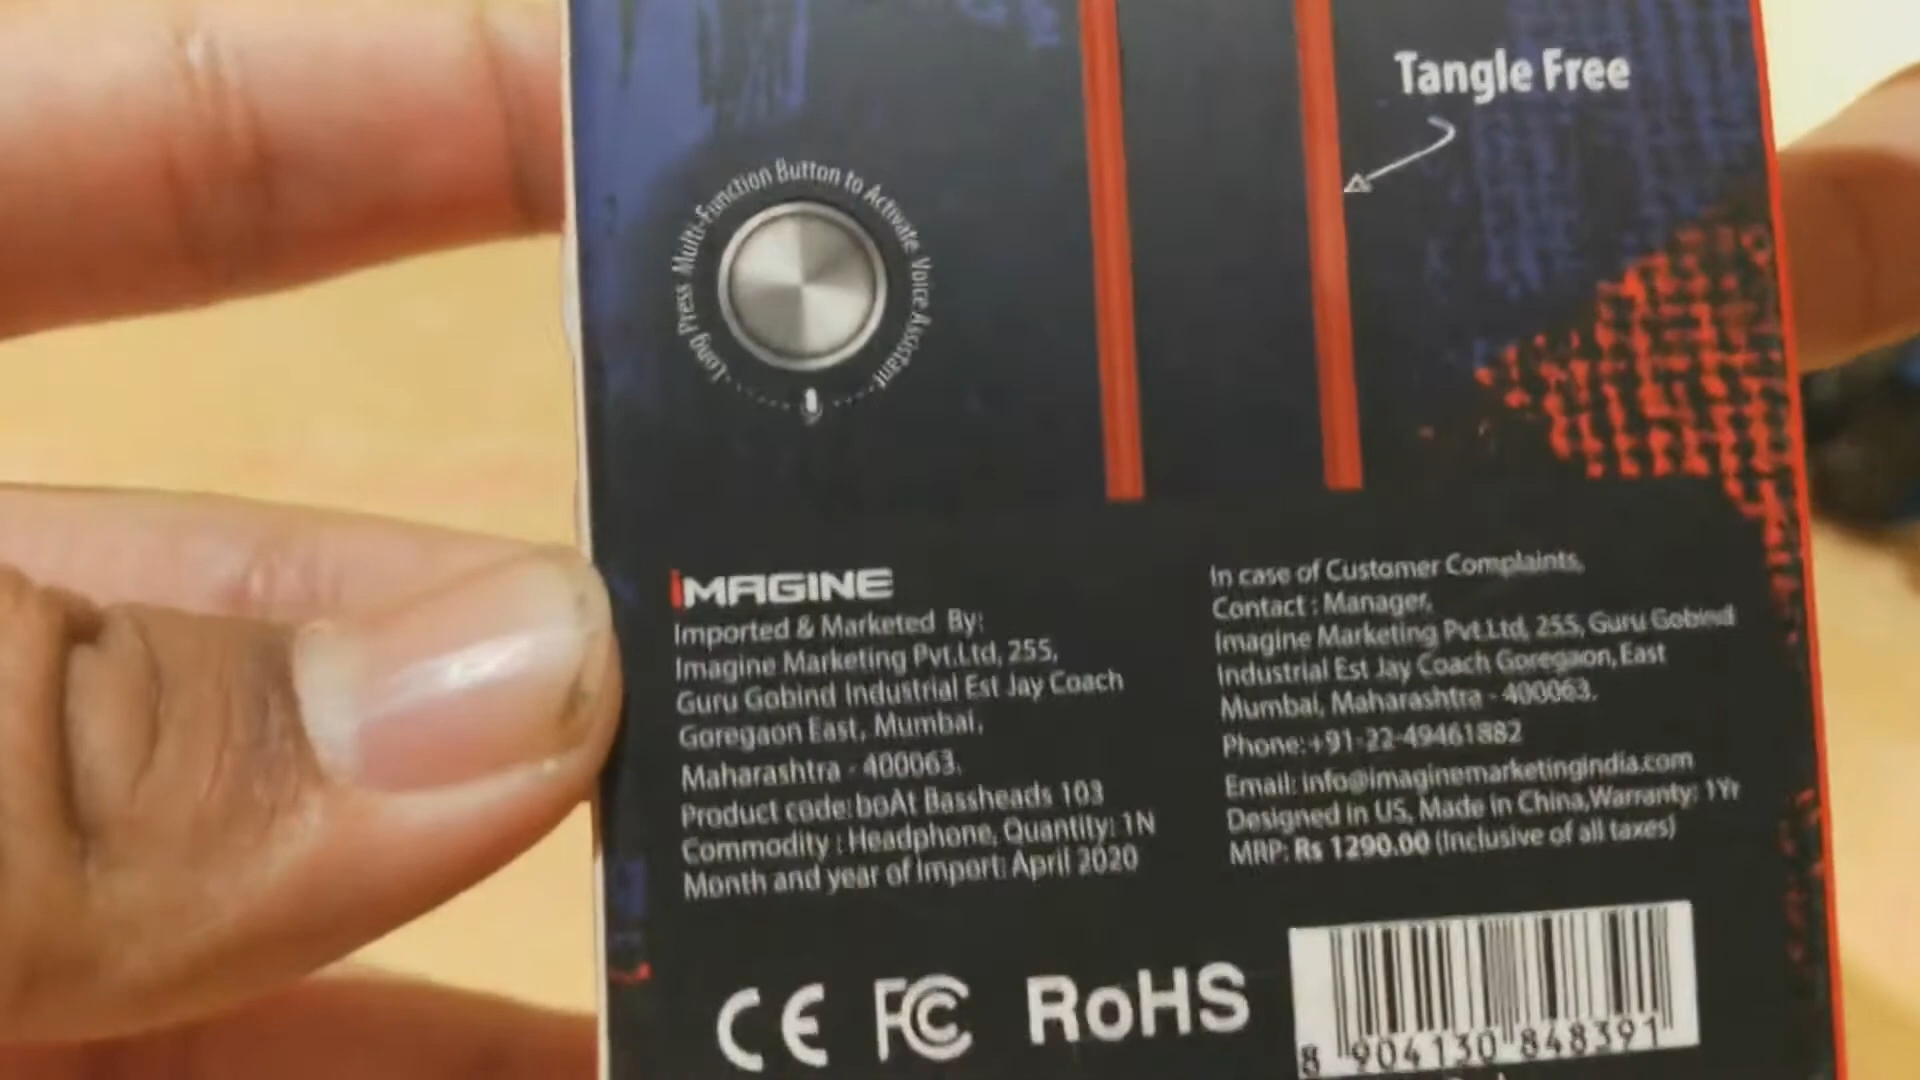 Tangle Free
Long Press Multi-Function Button to Activate Voice Assistant
iMAGINE
Imported & Marketed By:
Imagine Marketing Pvt.Ltd, 255,
Guru Gobind Industrial Est Jay Coach
Goregaon East, Mumbai,
Maharashtra - 400063.
Product code: boAt Bassheads 103
Commodity : Headphone, Quantity: 1N
Month and year of Import: April 2020
In case of Customer Complaints,
Contact : Manager,
Imagine Marketing Pvt.Ltd, 255, Guru Gobind
Industrial Est Jay Coach Goregaon, East
Mumbai, Maharashtra - 400063.
Phone:+91-22-49461882
Email: info@imaginemarketingindia.com
Designed in US, Made in China,Warranty: 1Yr
MRP: Rs 1290.00 (Inclusive of all taxes)
CE FC RoHS
8 904130 848391